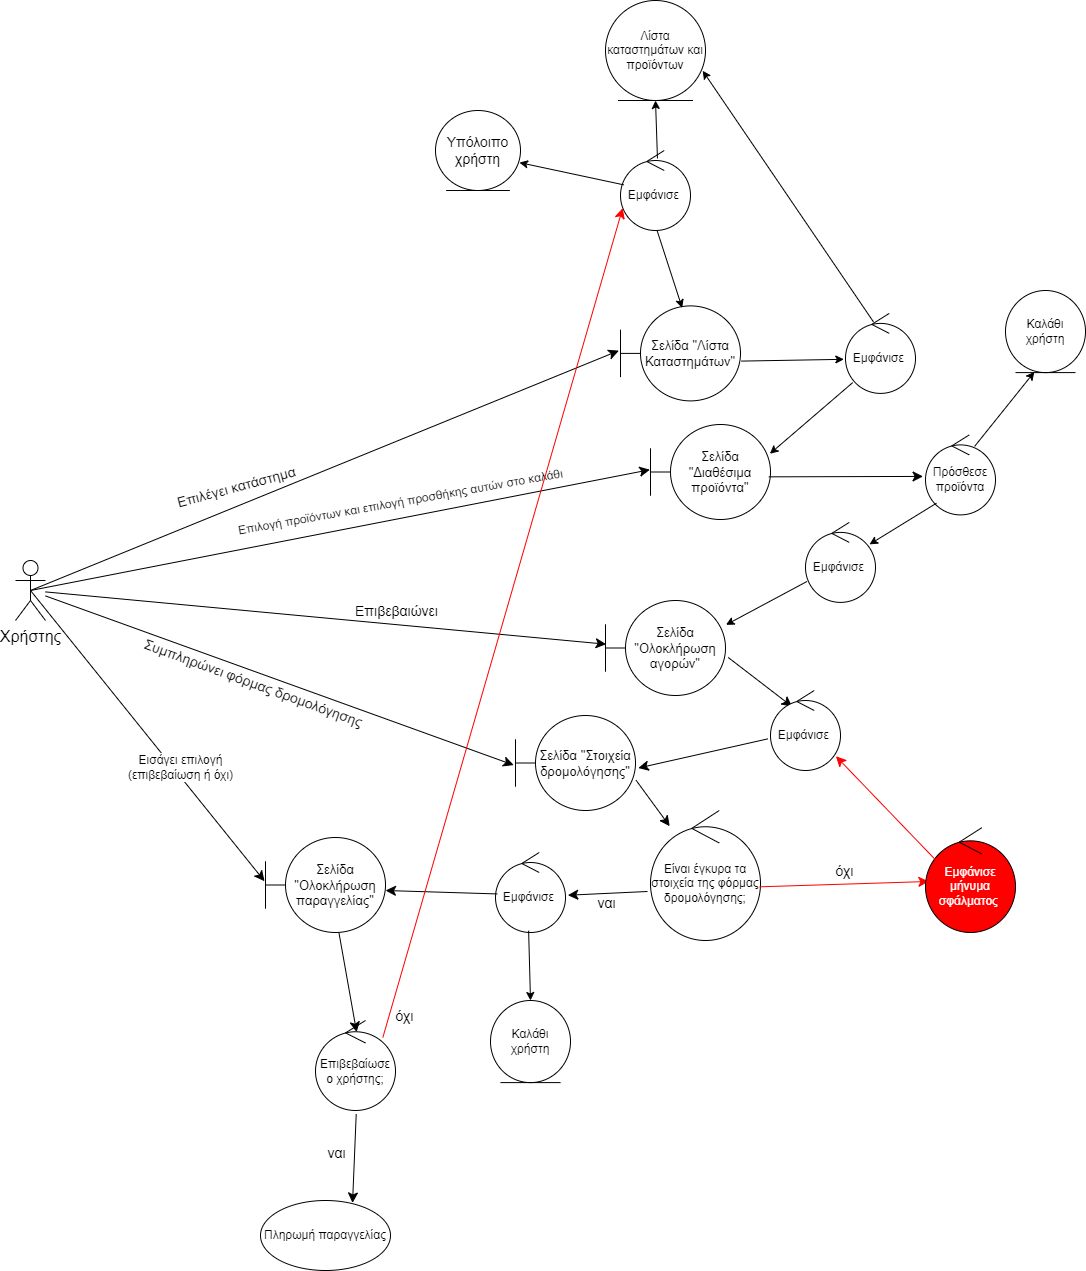 Λίστα
καταστημάτων και
προϊόντων
Υπόλοιπο
χρήστη
Εμφάνισε
Καλάθι
χρήστη
Σελίδα "Λίστα
Καταστημάτων"
Εμφάνισε
Επιλέγει κατάστημα
Σελίδα
"Διαθέσιμα
προϊόντα"
Πρόσθεσε
προϊόντα
Επιλογή προϊόντων και επιλογή προσθήκης αυτών στο καλάθι
Εμφάνισε
Χρήστης
Επιβεβαιώνει
Σελίδα
"Ολοκλήρωση
αγορών"
Συμπληρώνει φόρμας δρομολόγησης
Εμφάνισε
Σελίδα "Στοιχεία
δρομολόγησης"
Εισάγει επιλογή
(επιβεβαίωση ή όχι)
Σελίδα
"Ολοκλήρωση
παραγγελίας"
Εμφάνισε
ναι
Είναι έγκυρα τα
στοιχεία της φόρμας
δρομολόγησης;
όχι
Εμφάνισε
μήνυμα
σφάλματος
όχι
Καλάθι
χρήστη
Επιβεβαίωσε
ο χρήστης;
ναι
Πληρωμή παραγγελίας